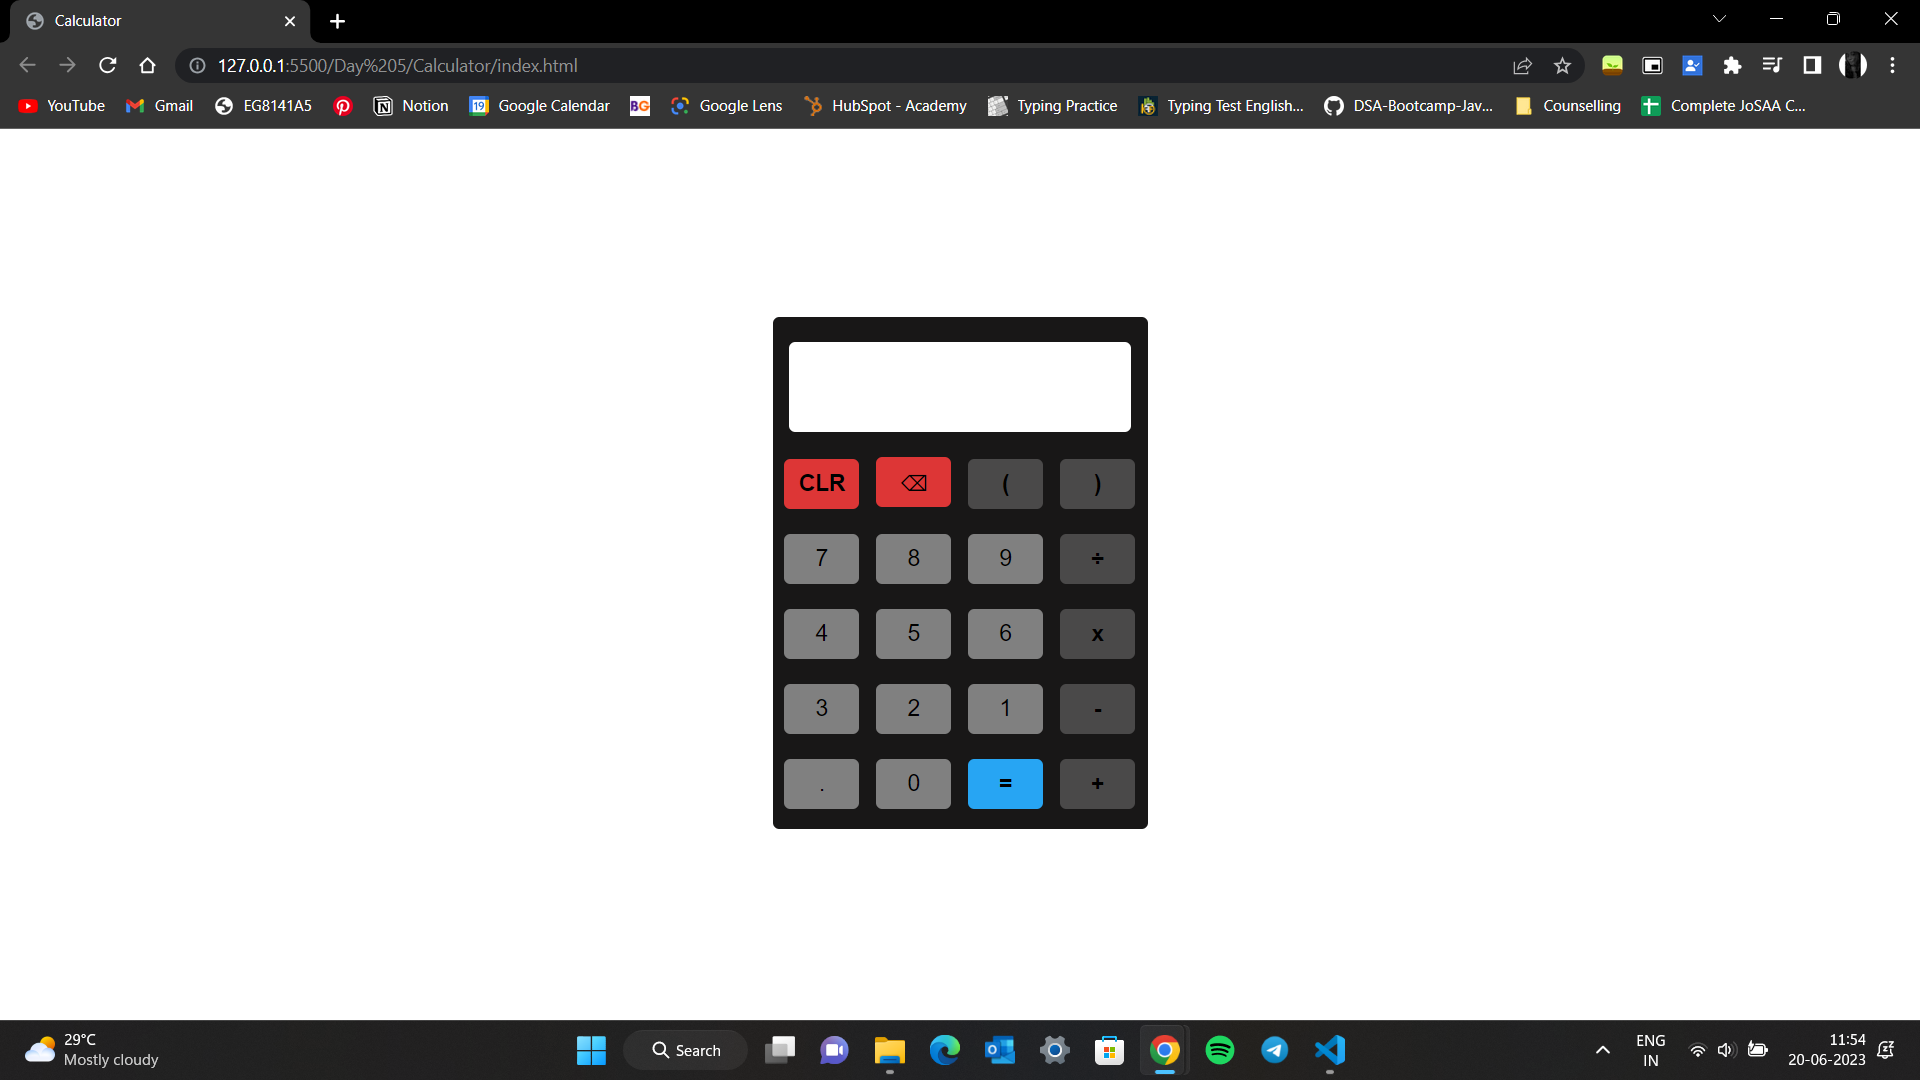 Calculator
127.0.0.1:5500/Day%205/Calculator/index.html
YouTube Gmail EG8141A5 Notion 19 Google Calendar BG Google Lens HubSpot - Academy Typing Practice Typing Test English... DSA-Bootcamp-Jav... Counselling Complete JoSAA C...
CLR ⌫ ( )
7 8 9 ÷
4 5 6 x
3 2 1 -
. 0 = +
29°C
Mostly cloudy
Search
ENG
IN
11:54
20-06-2023